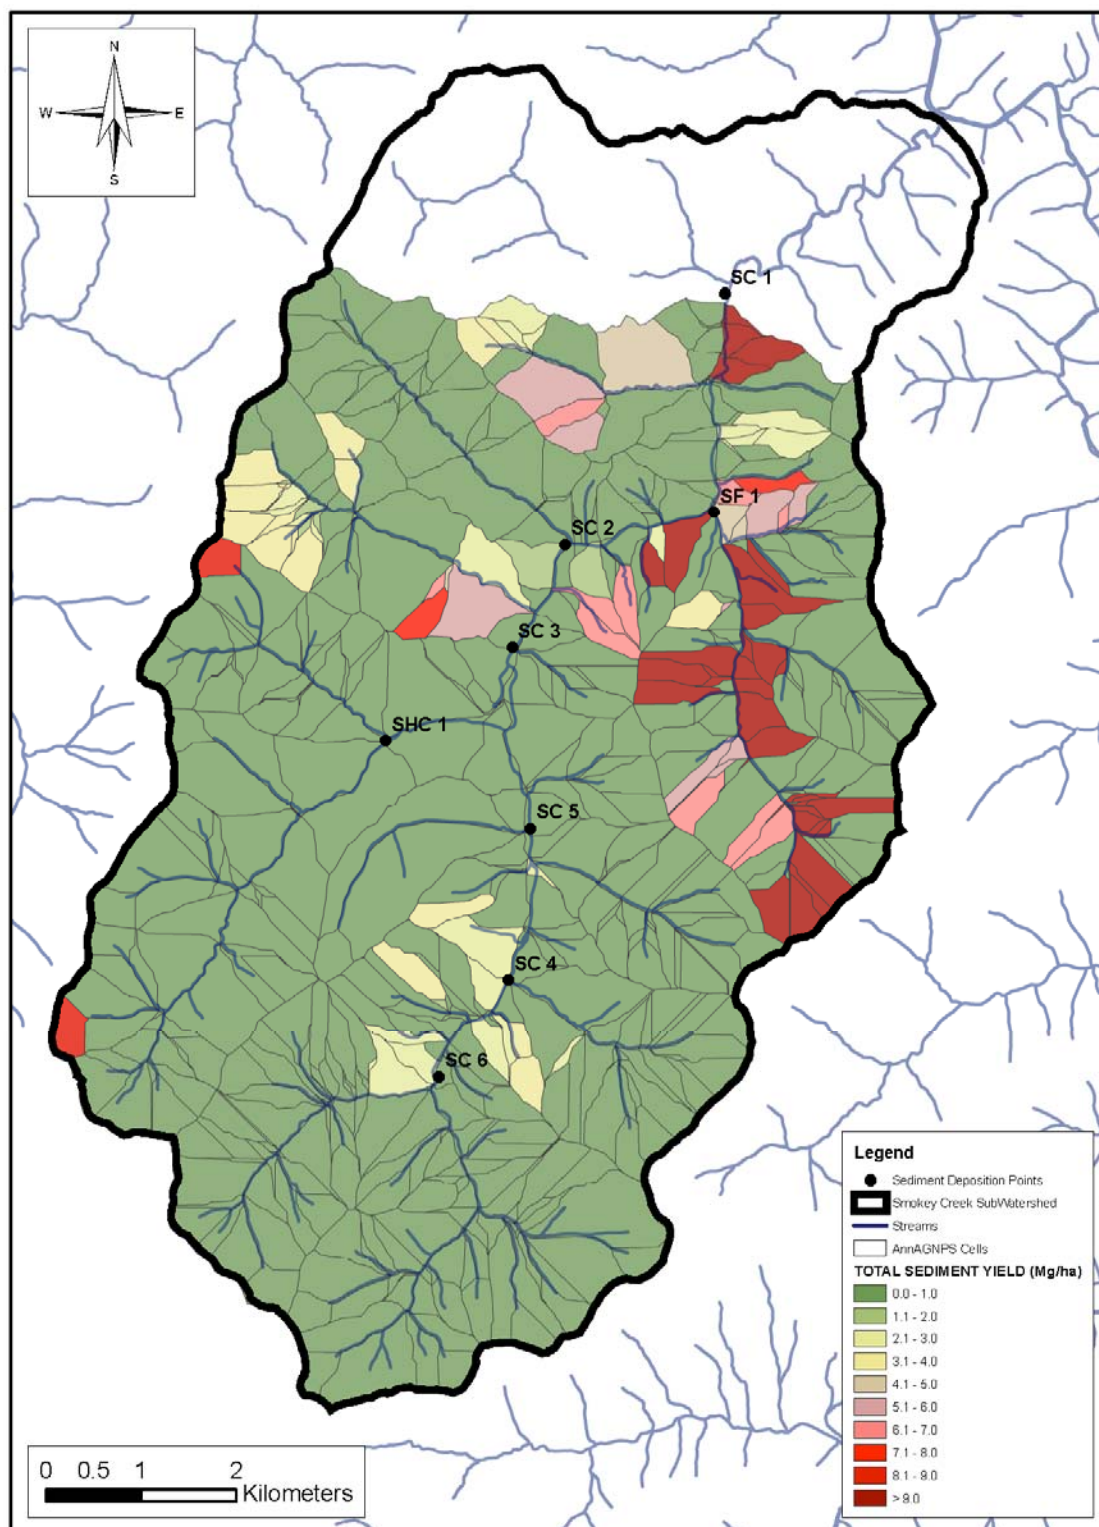 N
W E
S
SC 1
SF 1
SC 2
SC 3
SHC 1
SC 5
SC 4
SC 6
Legend
Sediment Deposition Points
Smokey Creek SubWatershed
Streams
AnnAGNPS Cells
TOTAL SEDIMENT YIELD (Mg/ha)
0.0 - 1.0
1.1 - 2.0
2.1 - 3.0
3.1 - 4.0
4.1 - 5.0
5.1 - 6.0
6.1 - 7.0
7.1 - 8.0
8.1 - 9.0
> 9.0
0 0.5 1 2
Kilometers